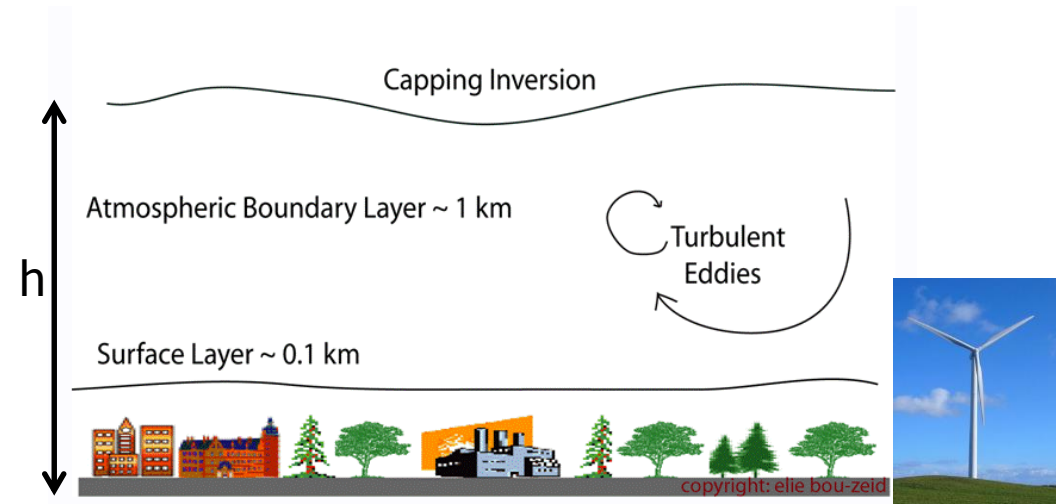 Capping Inversion
Atmospheric Boundary Layer ~ 1 km
Turbulent
Eddies
h
Surface Layer ~ 0.1 km
copyright: elie bou-zeid